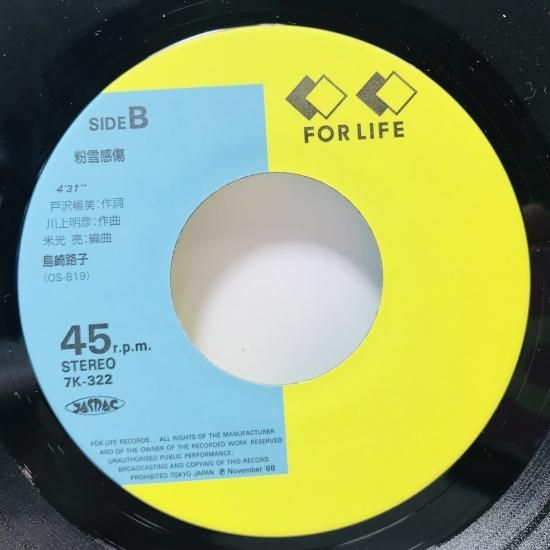 FOR LIFE
SIDE B
粉雪感傷
4'31''
戸沢暢美:作詞
川上明彦:作曲
米光 亮:編曲
島崎路子
(OS-819)
45 r.p.m.
STEREO
7K-322
JASRAC
FOR LIFE RECORDS. ALL RIGHTS OF THE MANUFACTURER
AND OF THE OWNER OF THE RECORDED WORK RESERVED
UNAUTHORISED PUBLIC PERFORMANCE.
BROADCASTING AND COPYING OF THIS RECORD
PROHIBITED TOKYO JAPAN Ⓟ November '88